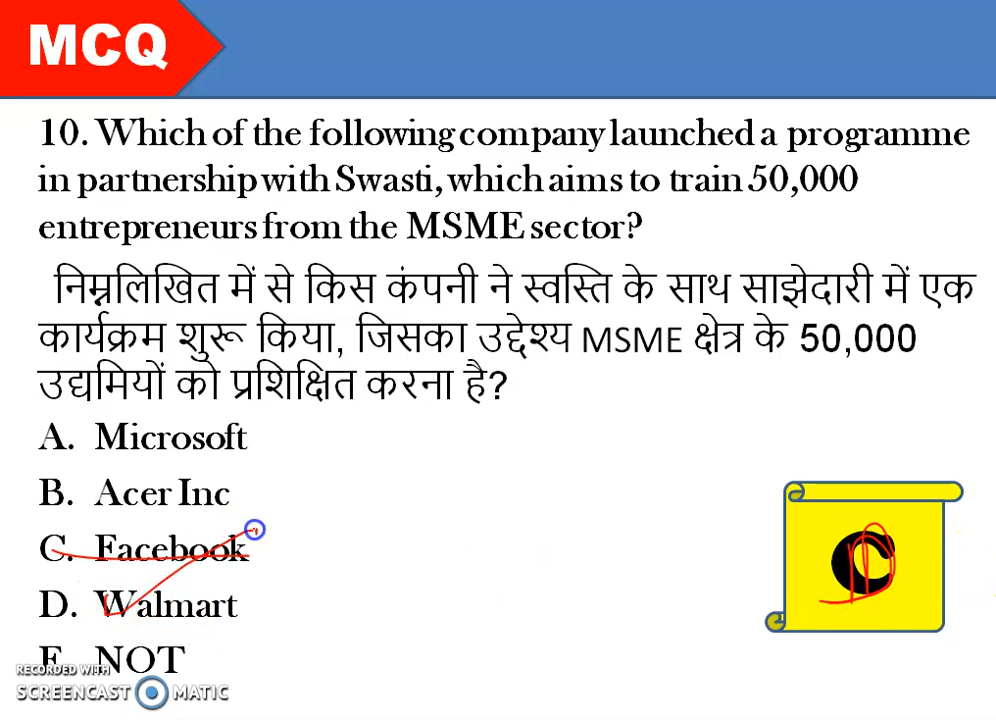 MCQ
10. Which of the following company launched a programme
in partnership with Swasti, which aims to train 50,000
entrepreneurs from the MSME sector?
निम्नलिखित में से किस कंपनी ने स्वस्ति के साथ साझेदारी में एक
कार्यक्रम शुरू किया, जिसका उद्देश्य MSME क्षेत्र के 50,000
उद्यमियों को प्रशिक्षित करना है?
A. Microsoft
B. Acer Inc
C. Facebook
D. Walmart
E. NOT
C
D
RECORDED WITH
SCREENCAST MATIC